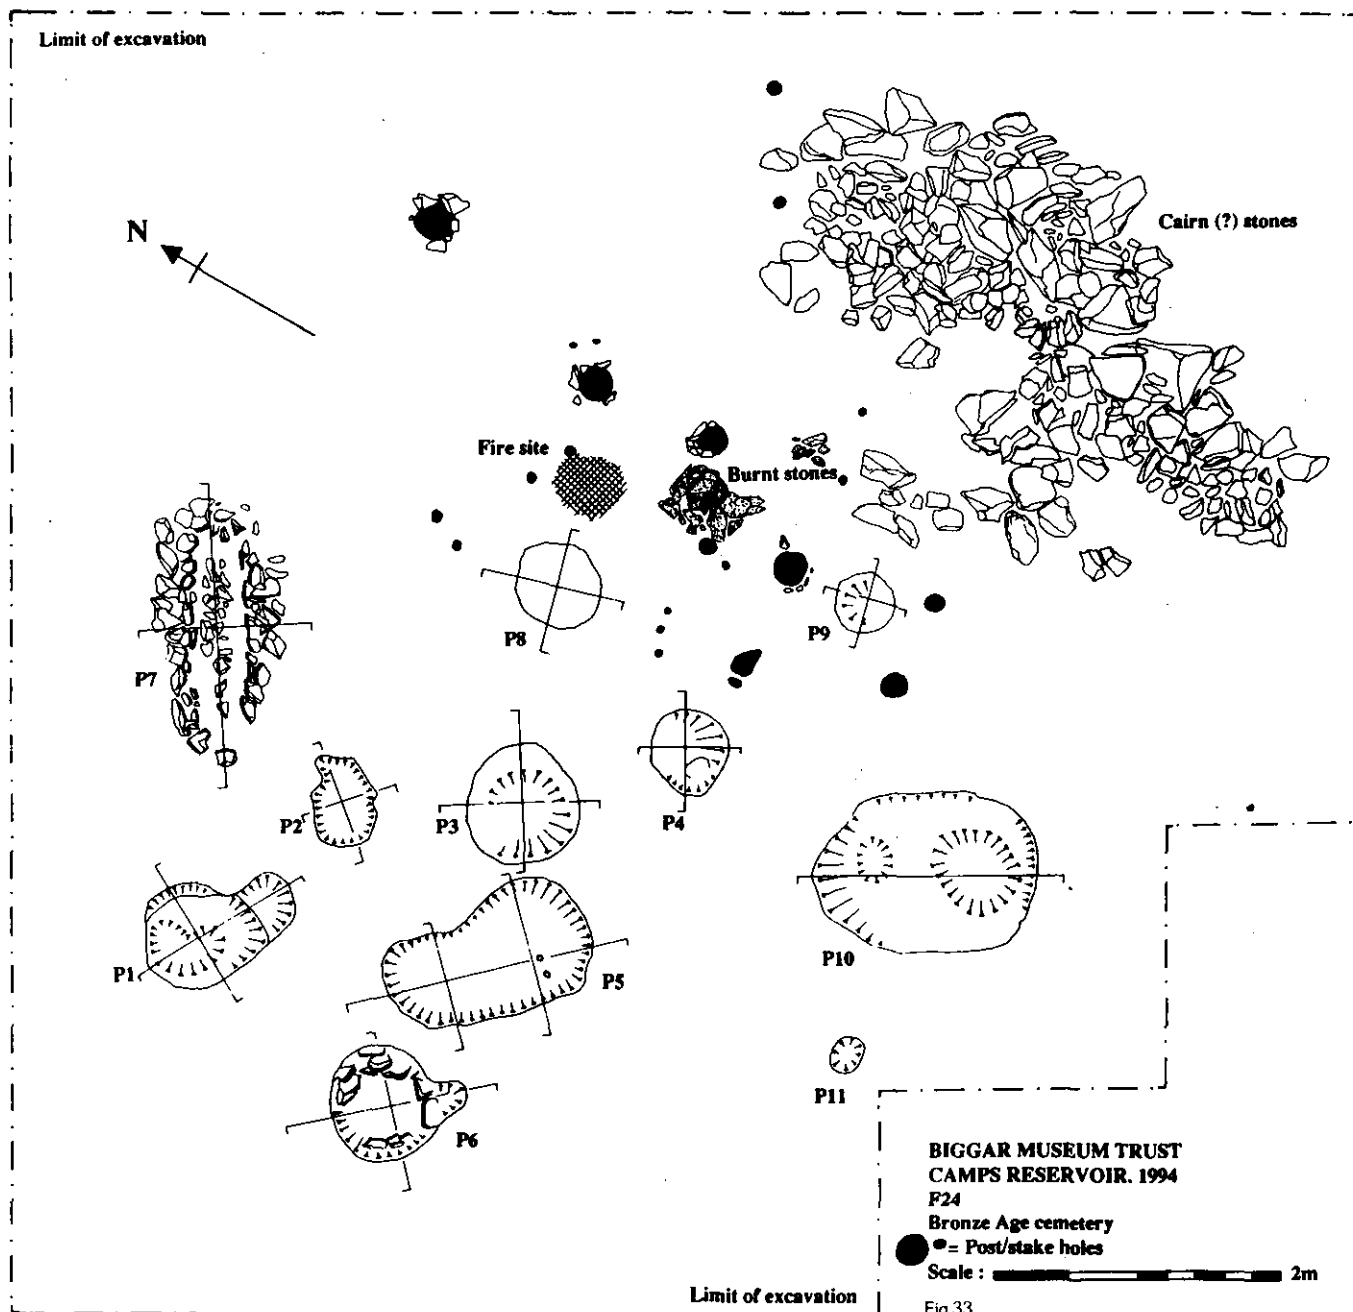 Limit of excavation
Cairn (?) stones
N
Fire site
Burnt stones
P8
P9
P7
P2
P3
P4
P1
P5
P10
P11
P6
BIGGAR MUSEUM TRUST
CAMPS RESERVOIR. 1994
F24
Bronze Age cemetery
= Post/stake holes
Scale : 2m
Limit of excavation
Fig 33